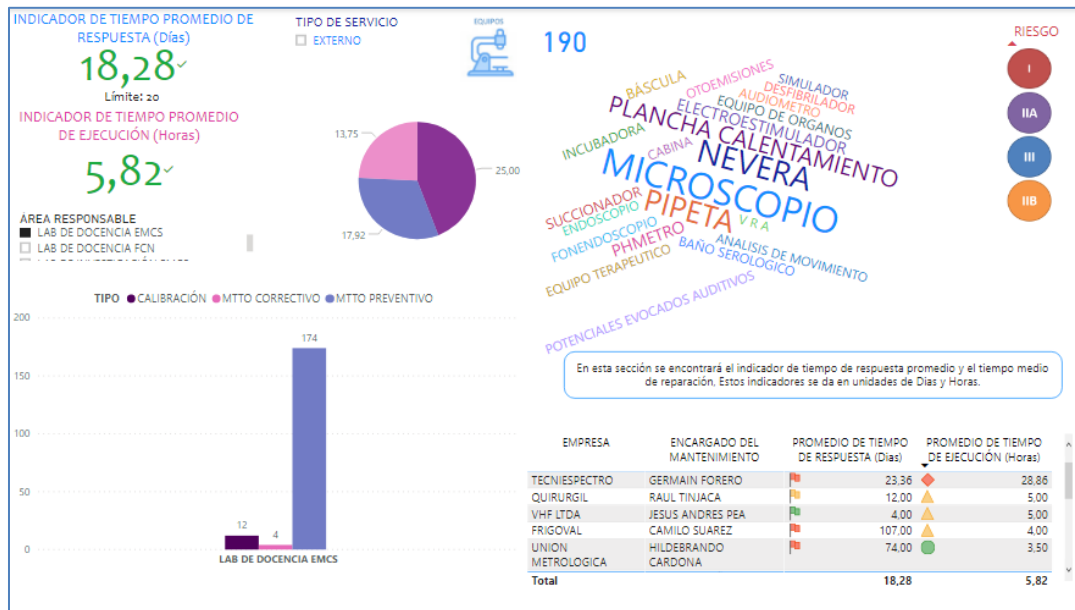 INDICADOR DE TIEMPO PROMEDIO DE
RESPUESTA (Días)
18,28
Límite: 20
INDICADOR DE TIEMPO PROMEDIO
DE EJECUCIÓN (Horas)
5,82
ÁREA RESPONSABLE
LAB DE DOCENCIA EMCS
LAB DE DOCENCIA FCN
TIPO DE SERVICIO
EXTERNO
EQUIPOS
13,75
25,00
17,92
TIPO CALIBRACIÓN MTTO CORRECTIVO MTTO PREVENTIVO
200
150
100
50
0
12
4
174
LAB DE DOCENCIA EMCS
190
BÁSCULA
OTOEMISIONES
SIMULADOR
DESFIBRILADOR
AUDIOMETRO
EQUIPO DE ORGANOS
ELECTROESTIMULADOR
PLANCHA CALENTAMIENTO
INCUBADORA
CABINA
NEVERA
MICROSCOPIO
PIPETA
V R A
SUCCIONADOR
ENDOSCOPIO
FONENDOSCOPIO
PHMETRO
BAÑO SEROLOGICO
ANALISIS DE MOVIMIENTO
EQUIPO TERAPEUTICO
POTENCIALES EVOCADOS AUDITIVOS
RIESGO
I
IIA
III
IIB
En esta sección se encontrará el indicador de tiempo de respuesta promedio y el tiempo medio
de reparación, Estos indicadores se da en unidades de Dias y Horas.
EMPRESA ENCARGADO DEL MANTENIMIENTO PROMEDIO DE TIEMPO DE RESPUESTA (Dias) PROMEDIO DE TIEMPO DE EJECUCIÓN (Horas)
TECNIESPECTRO GERMAIN FORERO 23,36 28,86
QUIRURGIL RAUL TINJACA 12,00 5,00
VHF LTDA JESUS ANDRES PEA 4,00 5,00
FRIGOVAL CAMILO SUAREZ 107,00 4,00
UNION METROLOGICA HILDEBRANDO CARDONA 74,00 3,50
Total 18,28 5,82